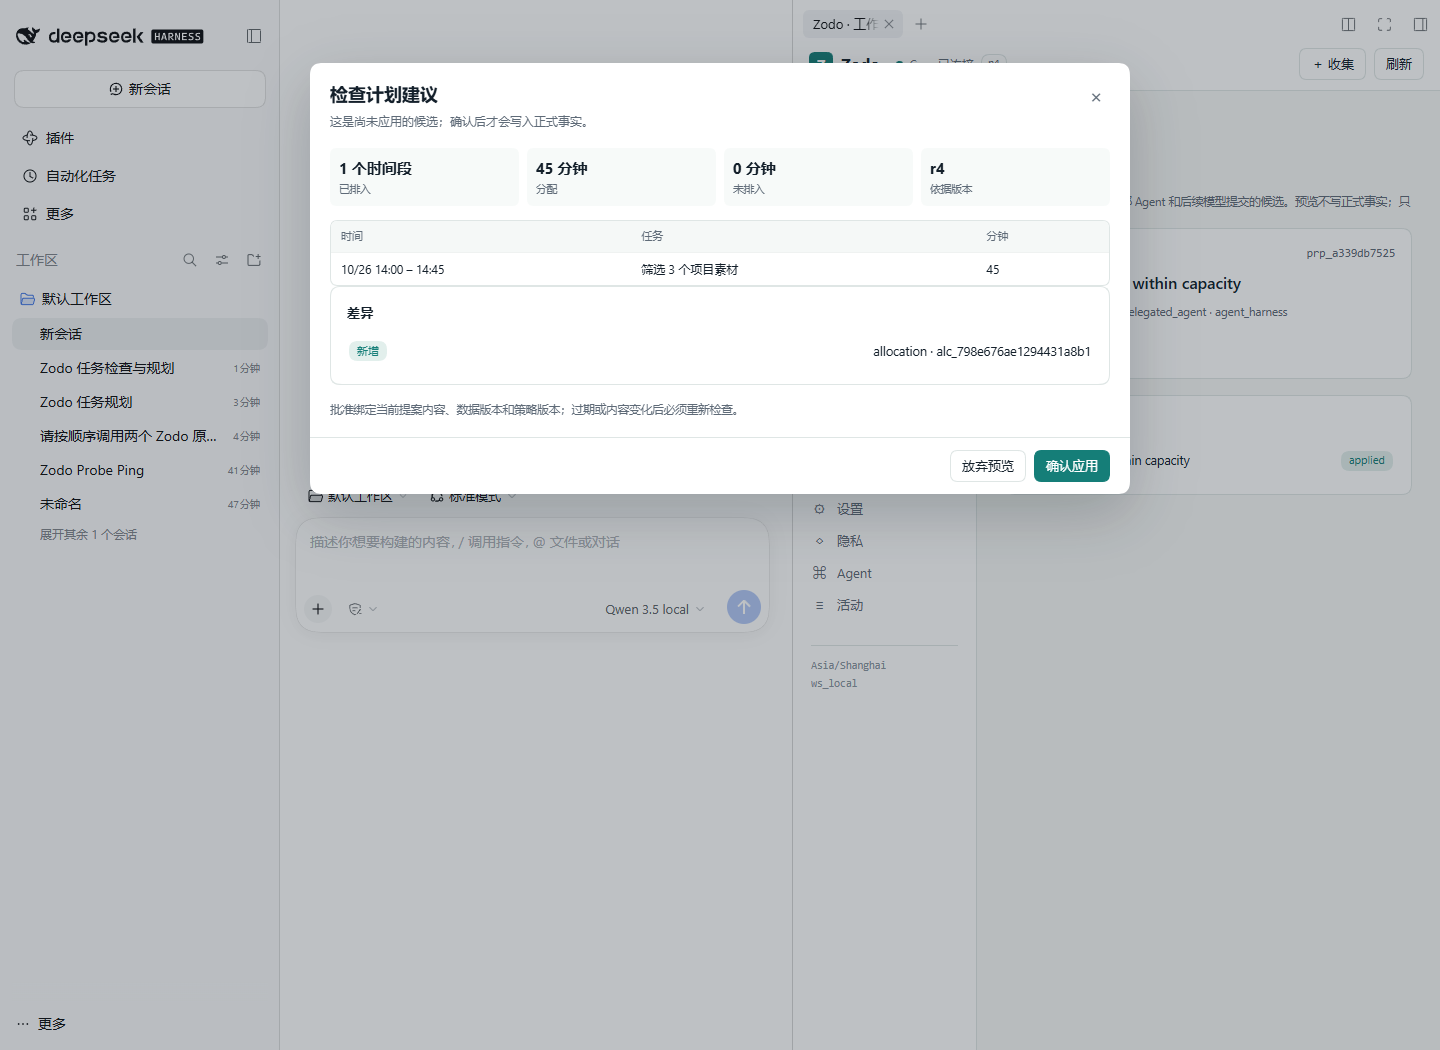 deepseek HARNESS
新会话
插件
自动化任务
更多
工作区
默认工作区
新会话
Zodo 任务检查与规划 1分钟
Zodo 任务规划 3分钟
请按顺序调用两个 Zodo 原... 4分钟
Zodo Probe Ping 41分钟
未命名 47分钟
展开其余 1 个会话
更多
Zodo · 工作
+ 收集
刷新
检查计划建议
这是尚未应用的候选；确认后才会写入正式事实。
1 个时间段
已排入
45 分钟
分配
0 分钟
未排入
r4
依据版本
时间 任务 分钟
10/26 14:00 – 14:45 筛选 3 个项目素材 45
差异
新增 allocation · alc_798e676ae1294431a8b1
批准绑定当前提案内容、数据版本和策略版本；过期或内容变化后必须重新检查。
放弃预览
确认应用
默认工作区 标准模式
描述你想要构建的内容, / 调用指令, @ 文件或对话
Qwen 3.5 local
Agent 和后续模型提交的候选。预览不写正式事实；只
prp_a339db7525
within capacity
elegated_agent · agent_harness
in capacity
applied
设置
隐私
Agent
活动
Asia/Shanghai
ws_local